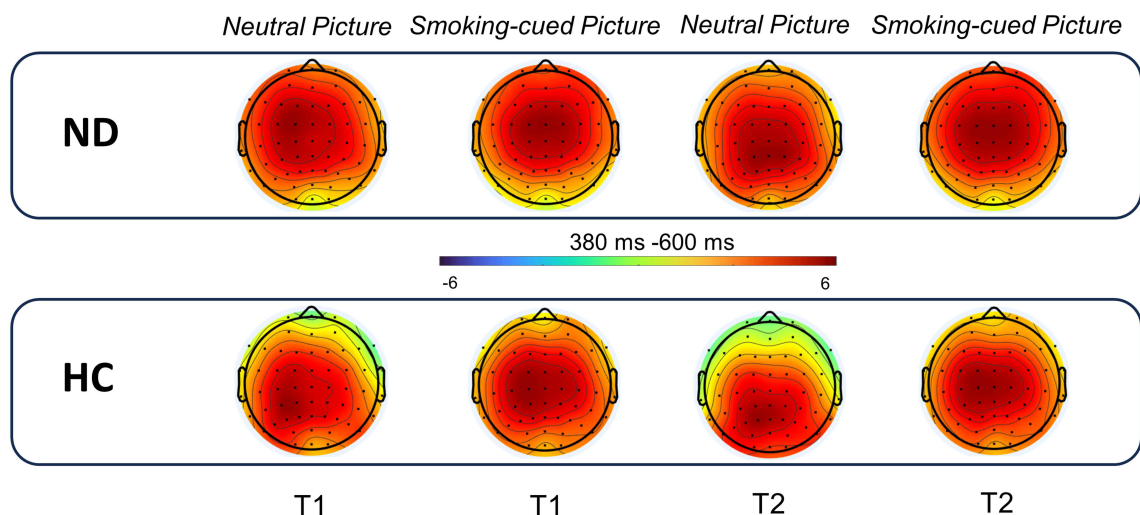 Neutral Picture Smoking-cued Picture Neutral Picture Smoking-cued Picture
ND
380 ms -600 ms
-6 6
HC
T1 T1 T2 T2